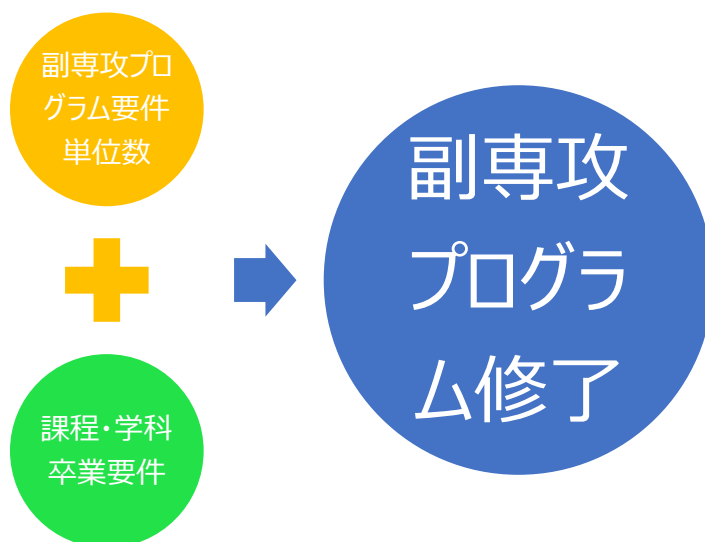 副専攻プロ
グラム要件
単位数
課程・学科
卒業要件
副専攻
プログラ
ム修了